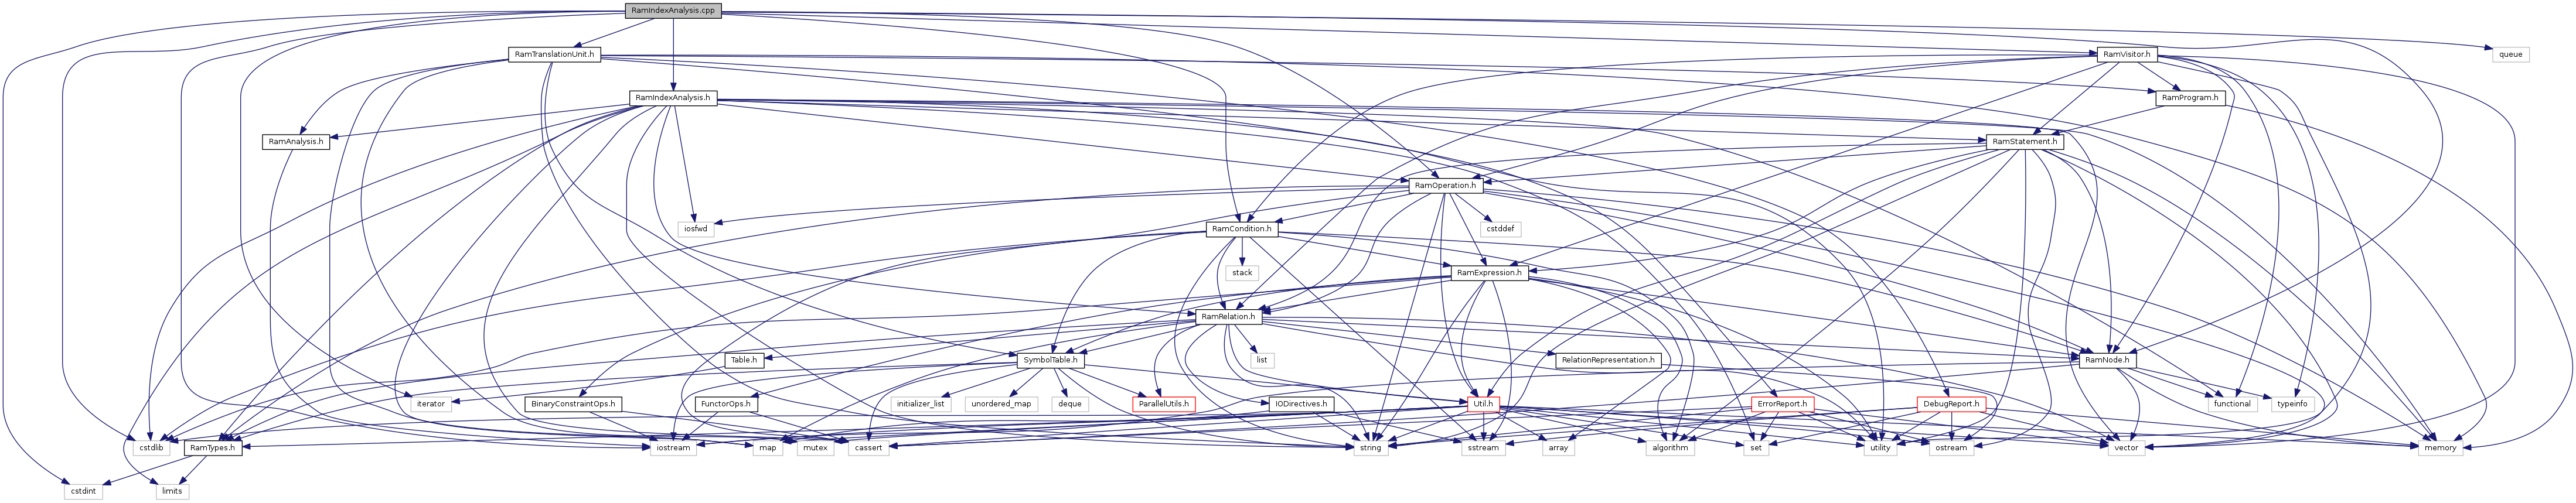 RamIndexAnalysis.cpp
RamTranslationUnit.h
RamVisitor.h
queue
RamIndexAnalysis.h
RamProgram.h
RamAnalysis.h
RamStatement.h
RamOperation.h
iosfwd
RamCondition.h
cstddef
stack
RamExpression.h
RamRelation.h
Table.h
SymbolTable.h
list
RelationRepresentation.h
RamNode.h
iterator
BinaryConstraintOps.h
FunctorOps.h
initializer_list
unordered_map
deque
ParallelUtils.h
IODirectives.h
Util.h
ErrorReport.h
DebugReport.h
functional
typeinfo
cstdlib
RamTypes.h
iostream
map
mutex
cassert
string
sstream
array
algorithm
set
utility
ostream
vector
memory
cstdint
limits